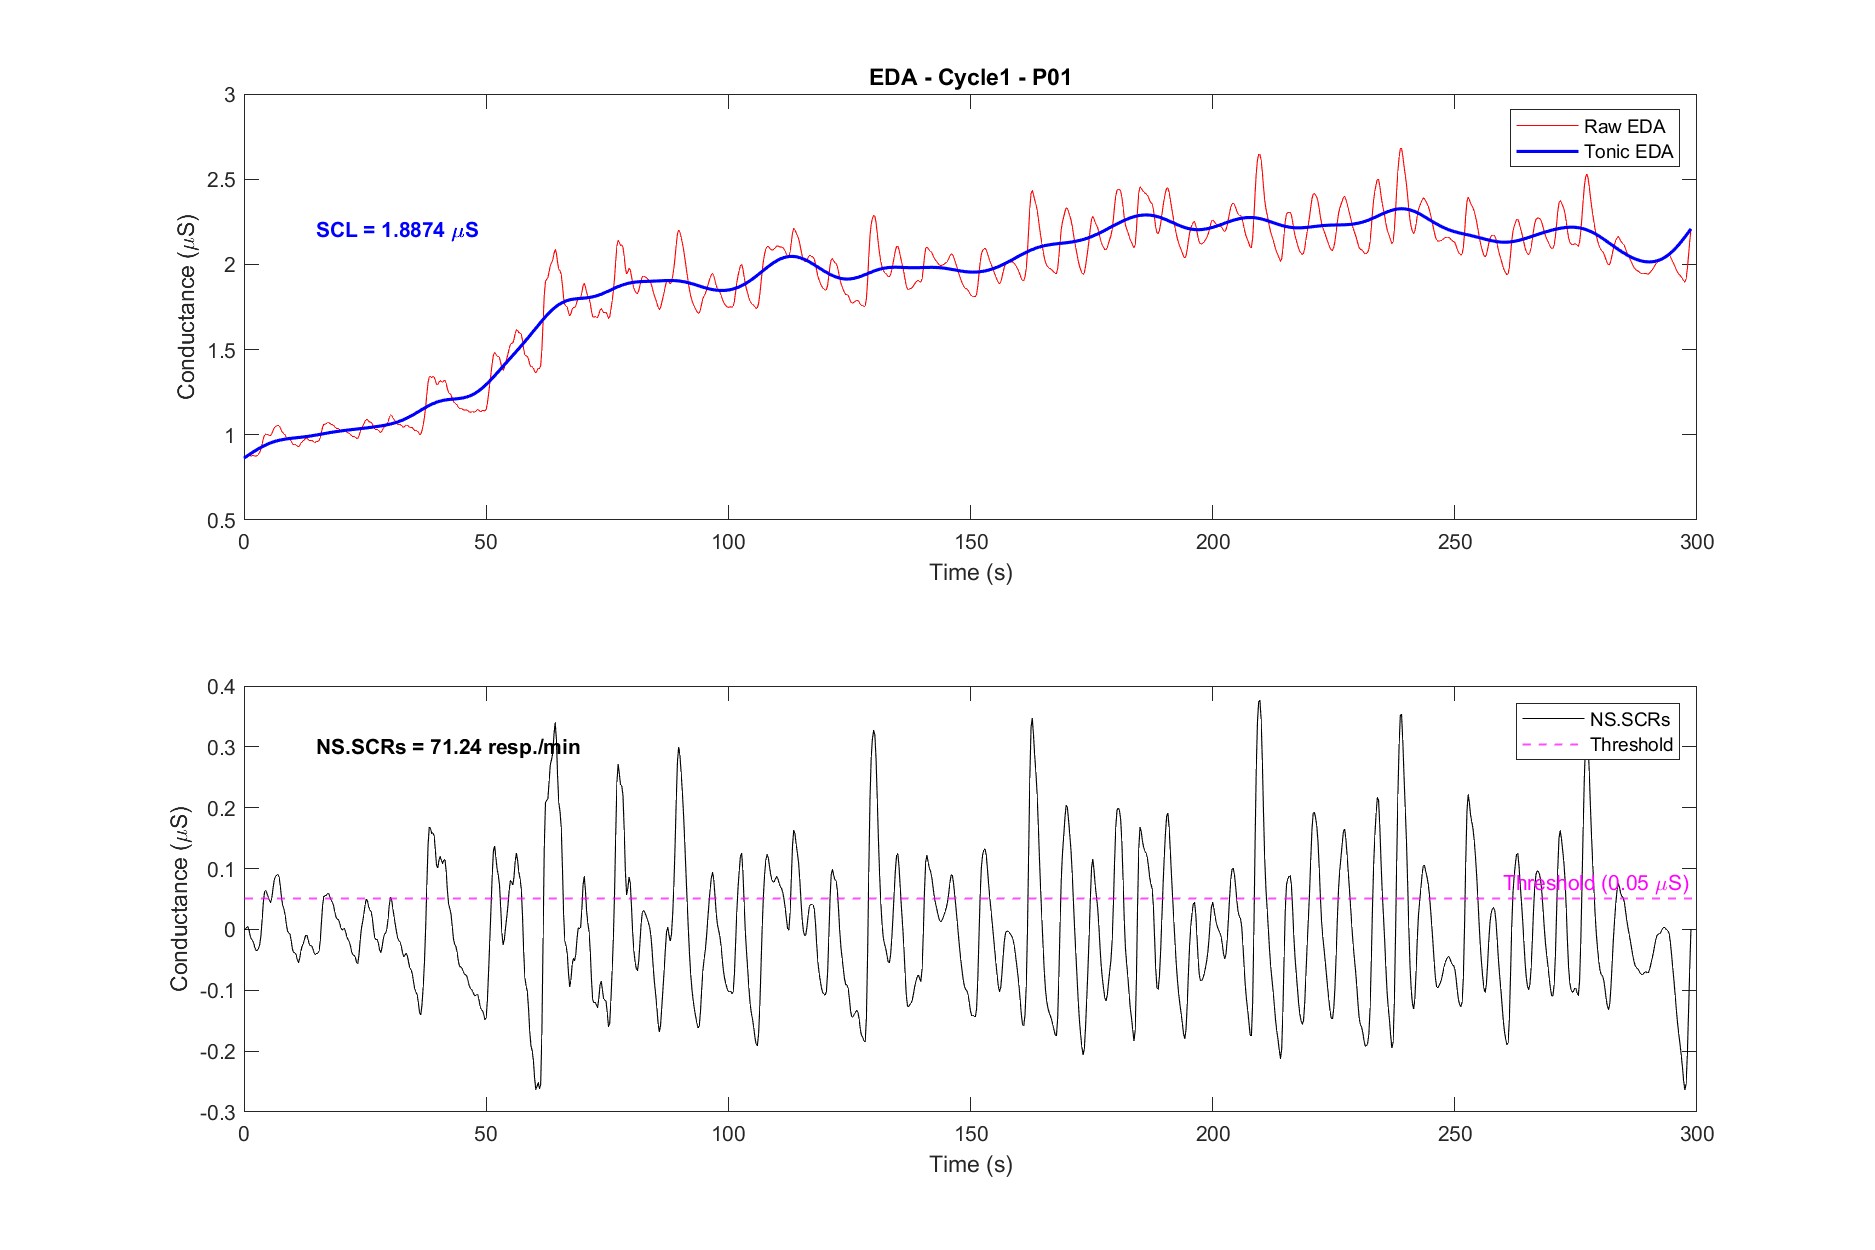 EDA - Cycle1 - P01
3
2.5
2
1.5
1
0.5
Conductance (μS)
SCL = 1.8874 μS
Raw EDA
Tonic EDA
0 50 100 150 200 250 300
Time (s)
0.4
0.3
0.2
0.1
0
-0.1
-0.2
-0.3
Conductance (μS)
NS.SCRs = 71.24 resp./min
NS.SCRs
Threshold
Threshold (0.05 μS)
0 50 100 150 200 250 300
Time (s)